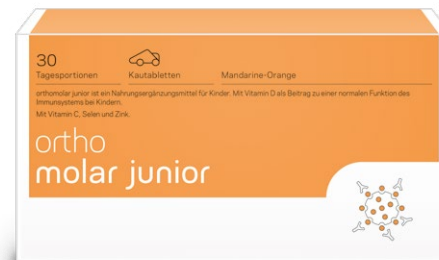 30
Tagesportionen
Kautabletten
Mandarine-Orange
orthomolar junior ist ein Nahrungsergänzungsmittel für Kinder. Mit Vitamin D als Beitrag zu einer normalen Funktion des
Immunsystems bei Kindern.
Mit Vitamin C, Selen und Zink.
ortho
molar junior